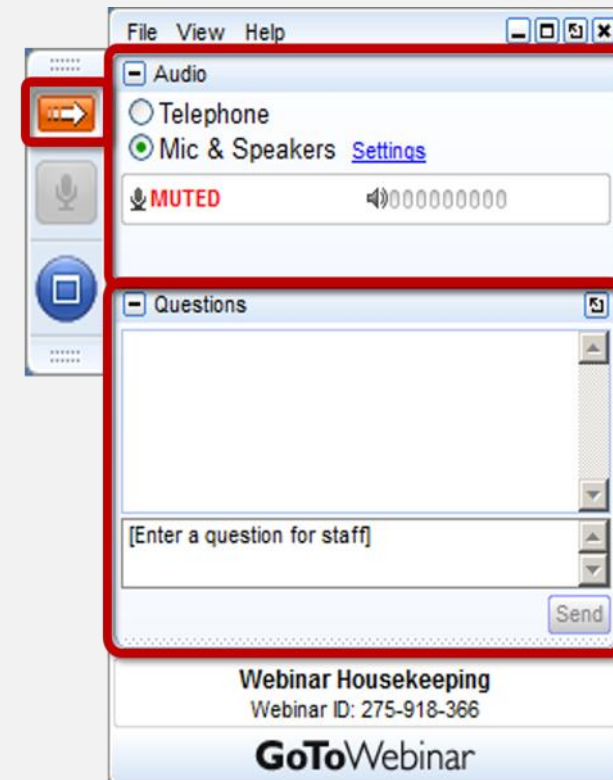 File View Help
Audio
Telephone
Mic & Speakers Settings
MUTED 000000000
Questions
[Enter a question for staff]
Send
Webinar Housekeeping
Webinar ID: 275-918-366
GoToWebinar